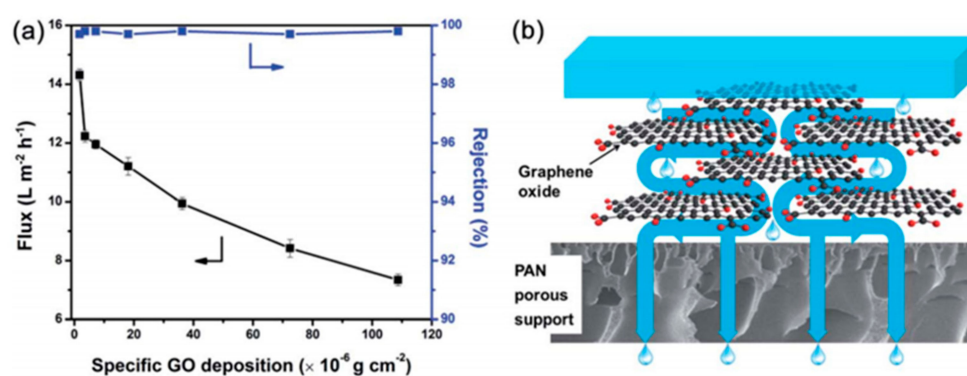 (a)
16
14
12
10
8
6
Flux (L m⁻² h⁻¹)
0 20 40 60 80 100 120
Specific GO deposition (× 10⁻⁶ g cm⁻²)
100
98
96
94
91
90
Rejection (%)
(b)
Graphene
oxide
PAN
porous
support